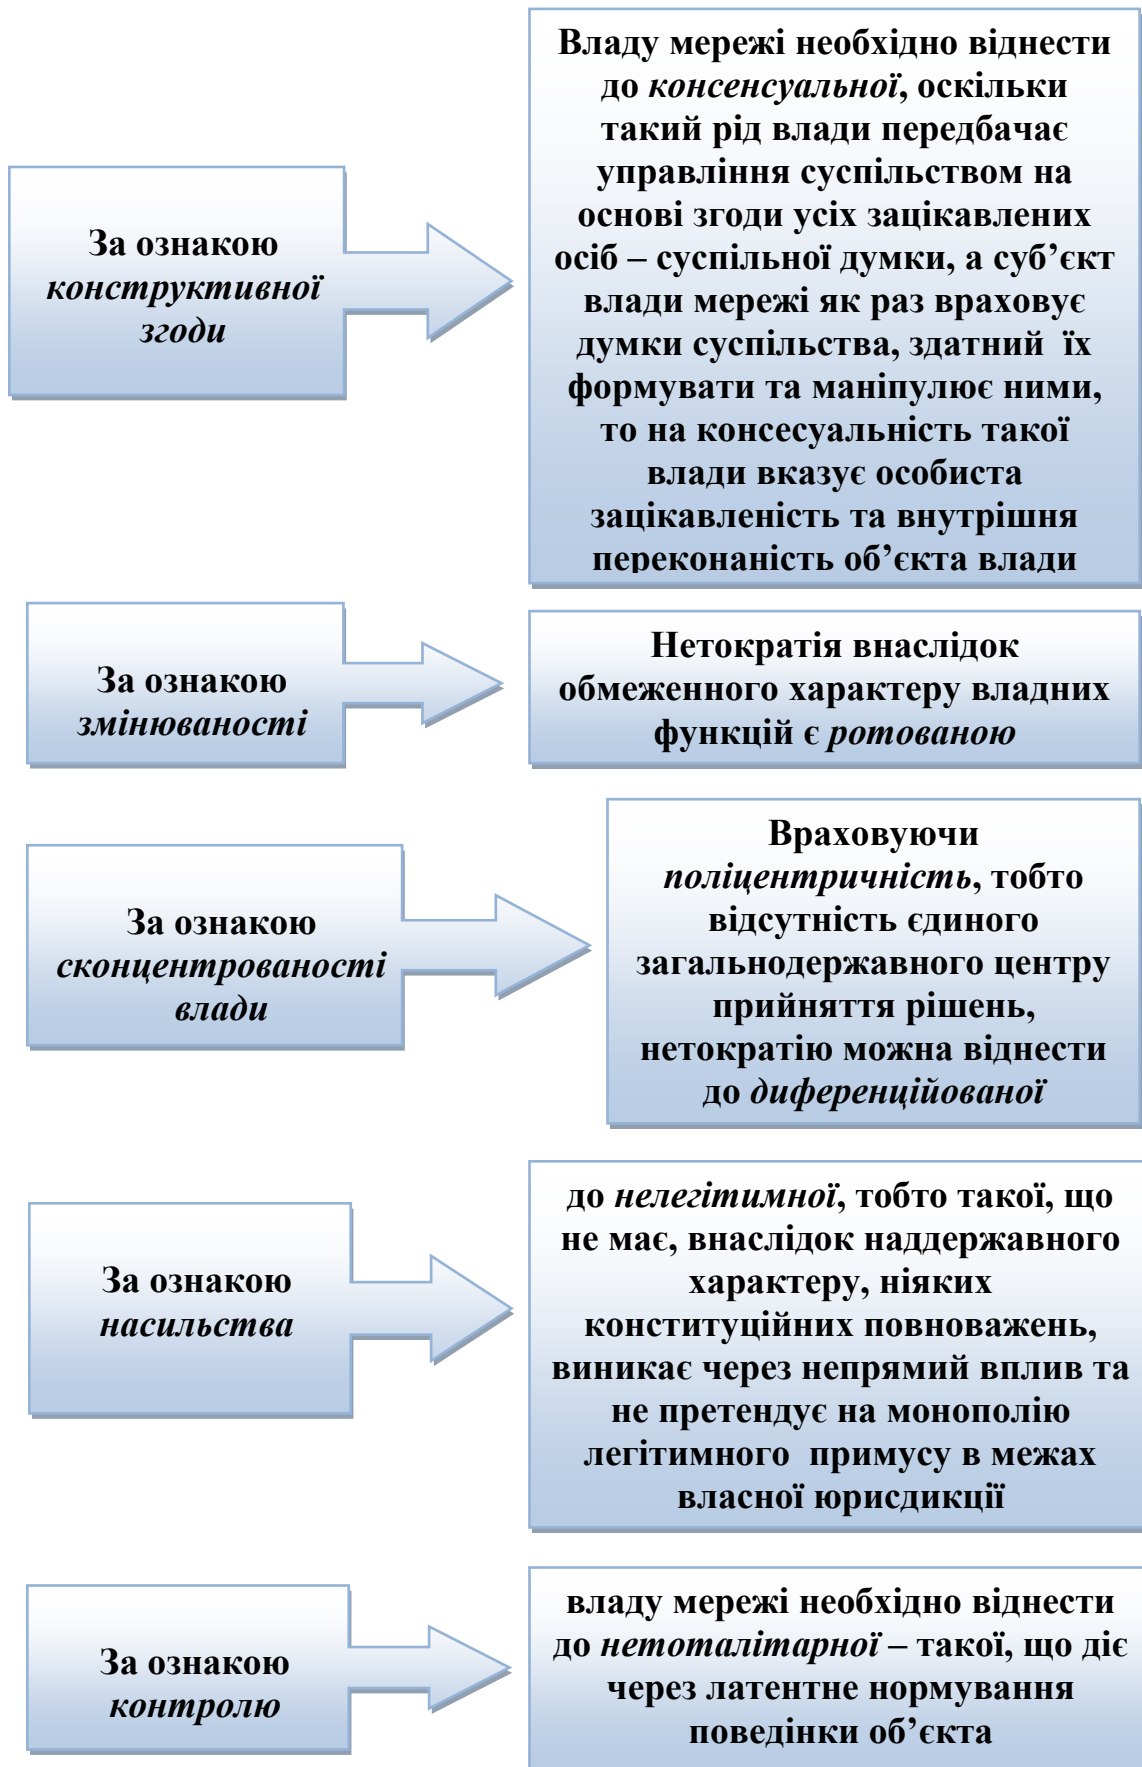 За ознакою
конструктивної
згоди
Владу мережі необхідно віднести
до консенсуальної, оскільки
такий рід влади передбачає
управління суспільством на
основі згоди усіх зацікавлених
осіб – суспільної думки, а суб’єкт
влади мережі як раз враховує
думки суспільства, здатний їх
формувати та маніпулює ними,
то на консесуальність такої
влади вказує особиста
зацікавленість та внутрішня
переконаність об’єкта влади
За ознакою
змінюваності
Нетократія внаслідок
обмеженного характеру владних
функцій є ротованою
За ознакою
сконцентрованості
влади
Враховуючи
поліцентричність, тобто
відсутність єдиного
загальнодержавного центру
прийняття рішень,
нетократію можна віднести
до диференційованої
За ознакою
насильства
до нелегітимної, тобто такої, що
не має, внаслідок наддержавного
характеру, ніяких
конституційних повноважень,
виникає через непрямий вплив та
не претендує на монополію
легітимного примусу в межах
власної юрисдикції
За ознакою
контролю
владу мережі необхідно віднести
до нетоталітарної – такої, що діє
через латентне нормування
поведінки об’єкта